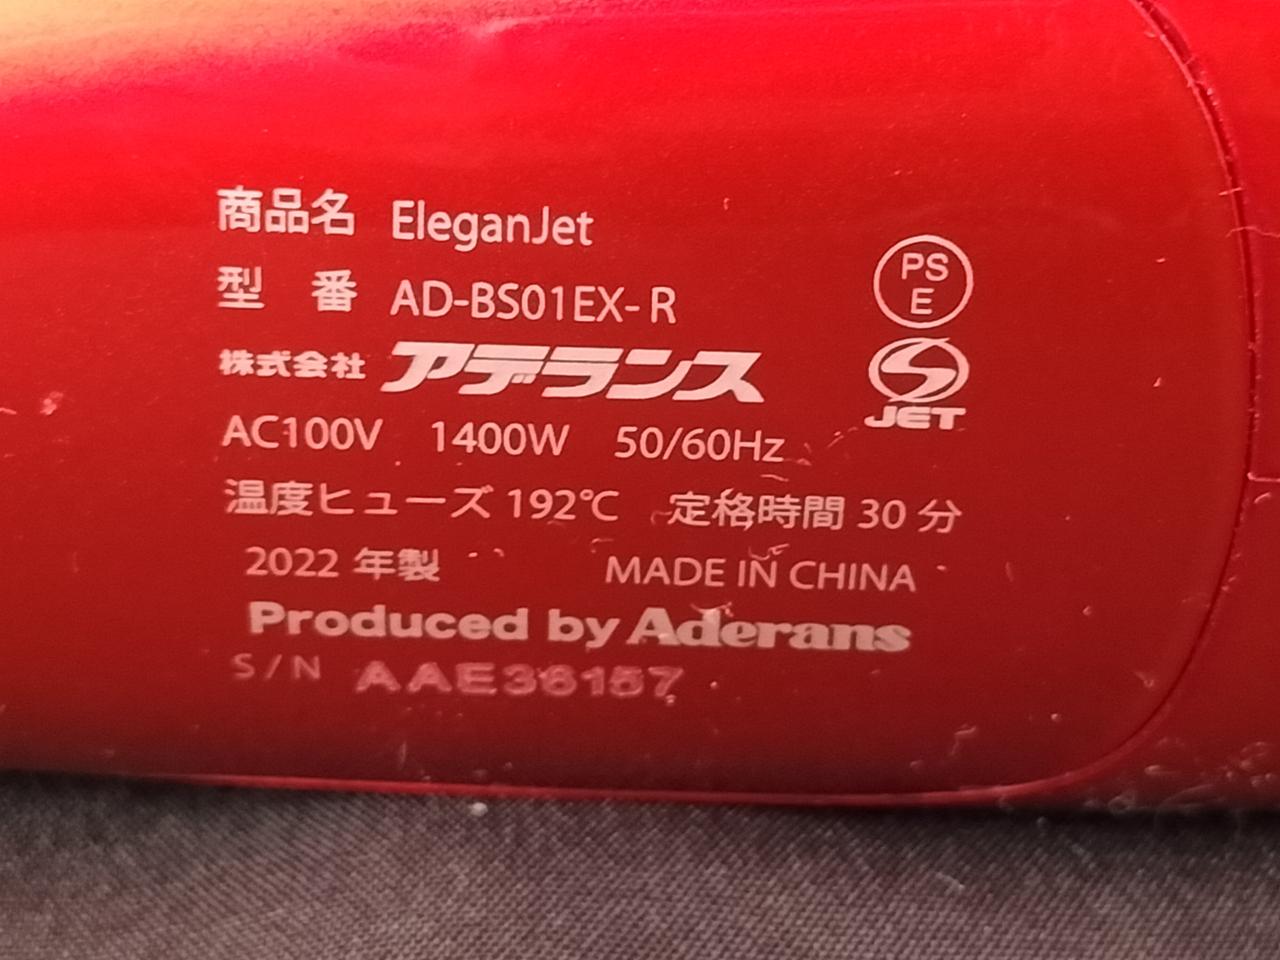 商品名 EleganJet
型 番 AD-BS01EX-R
PS
E
株式会社 アデランス
JET
AC100V 1400W 50/60Hz
温度ヒューズ 192℃ 定格時間 30 分
2022 年製 MADE IN CHINA
Produced by Aderans
S/N AAE36157